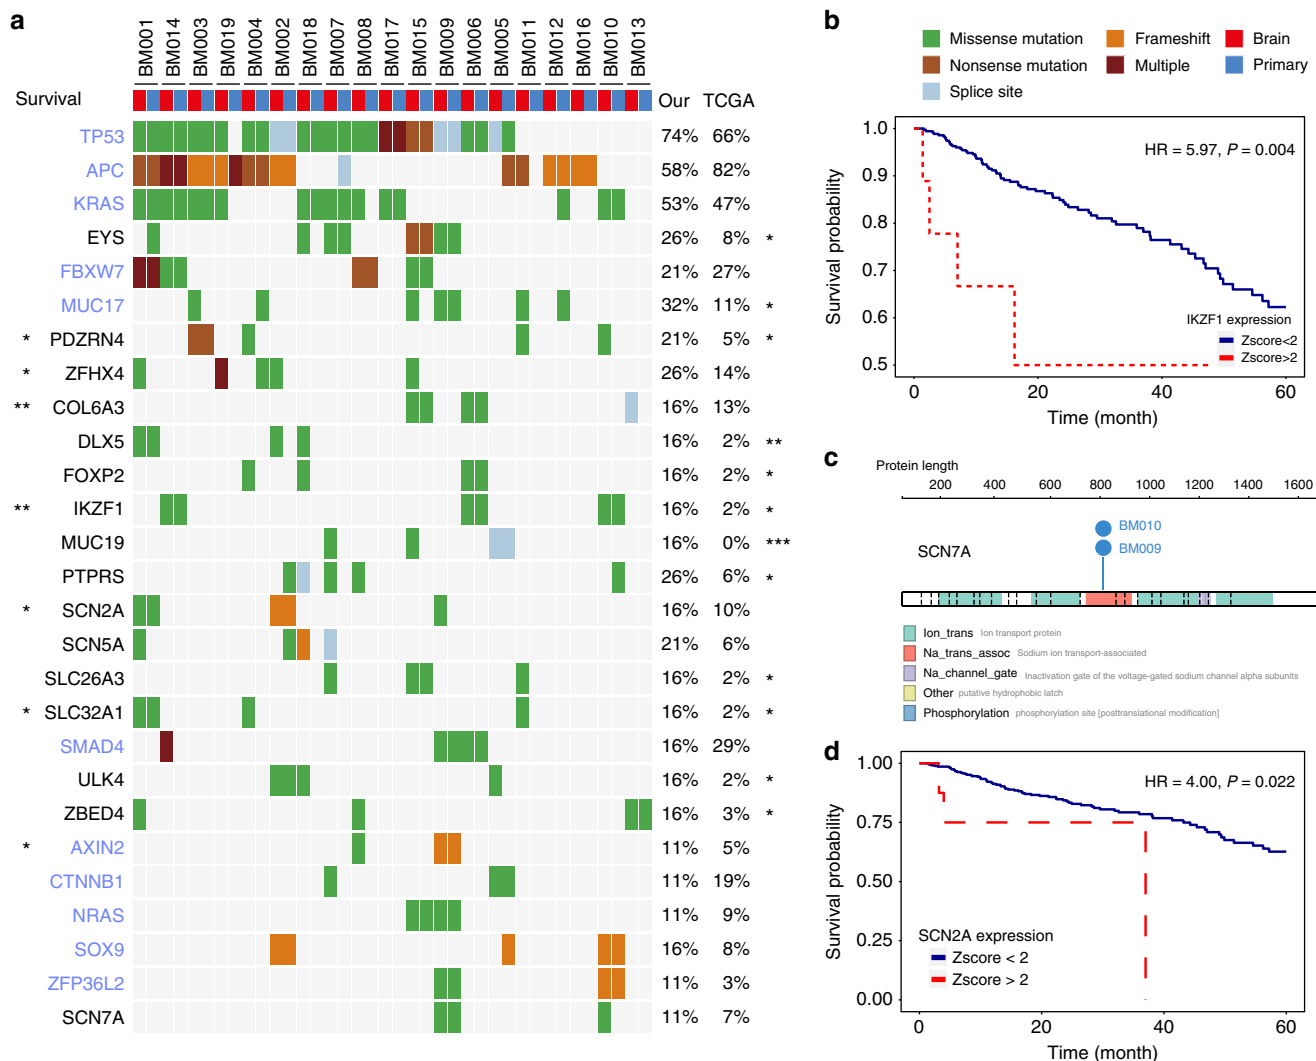 a
BM001 BM014 BM003 BM019 BM004 BM002 BM018 BM007 BM008 BM017 BM015 BM009 BM006 BM005 BM011 BM012 BM016 BM010 BM013
Survival Our TCGA
TP53 74% 66%
APC 58% 82%
KRAS 53% 47%
EYS 26% 8% *
FBXW7 21% 27%
MUC17 32% 11% *
* PDZRN4 21% 5% *
* ZFHX4 26% 14%
** COL6A3 16% 13%
DLX5 16% 2% **
FOXP2 16% 2% *
** IKZF1 16% 2% *
MUC19 16% 0% ***
PTPRS 26% 6% *
* SCN2A 16% 10%
SCN5A 21% 6%
SLC26A3 16% 2% *
* SLC32A1 16% 2% *
SMAD4 16% 29%
ULK4 16% 2% *
ZBED4 16% 3% *
* AXIN2 11% 5%
CTNNB1 11% 19%
NRAS 11% 9%
SOX9 16% 8%
ZFP36L2 11% 3%
SCN7A 11% 7%
b
Missense mutation Frameshift Brain
Nonsense mutation Multiple Primary
Splice site
Survival probability
1.0
0.9
0.8
0.7
0.6
0.5
HR = 5.97, P = 0.004
IKZF1 expression
Zscore<2
Zscore>2
0 20 40 60
Time (month)
c
Protein length
200 400 600 800 1000 1200 1400 1600
SCN7A
BM010
BM009
Ion_trans Ion transport protein
Na_trans_assoc Sodium ion transport-associated
Na_channel_gate Inactivation gate of the voltage-gated sodium channel alpha subunits
Other putative hydrophobic latch
Phosphorylation phosphorylation site [posttranslational modification]
d
Survival probability
1.00
0.75
0.50
0.25
0.00
HR = 4.00, P = 0.022
SCN2A expression
Zscore < 2
Zscore > 2
0 20 40 60
Time (month)